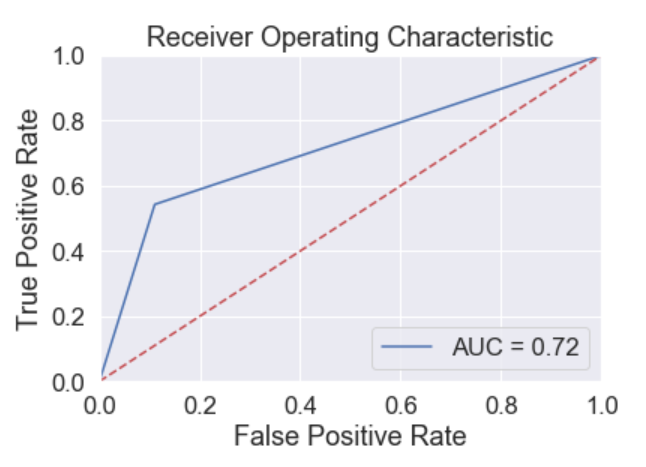 Receiver Operating Characteristic
1.0
0.8
0.6
0.4
0.2
0.0
True Positive Rate
AUC = 0.72
0.0 0.2 0.4 0.6 0.8 1.0
False Positive Rate